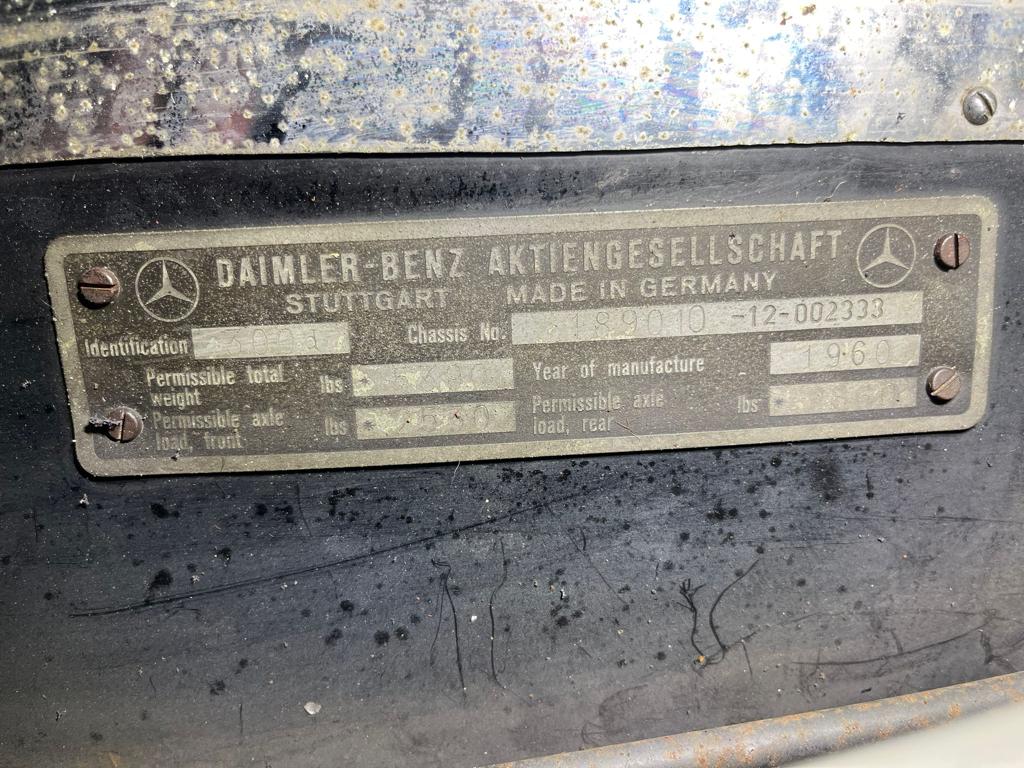 DAIMLER-BENZ AKTIENGESELLSCHAFT
STUTTGART MADE IN GERMANY
Identification 300d Chassis No. 189010 -12-002333
Permissible total weight lbs Year of manufacture 1960
Permissible axle load, front lbs Permissible axle load, rear lbs